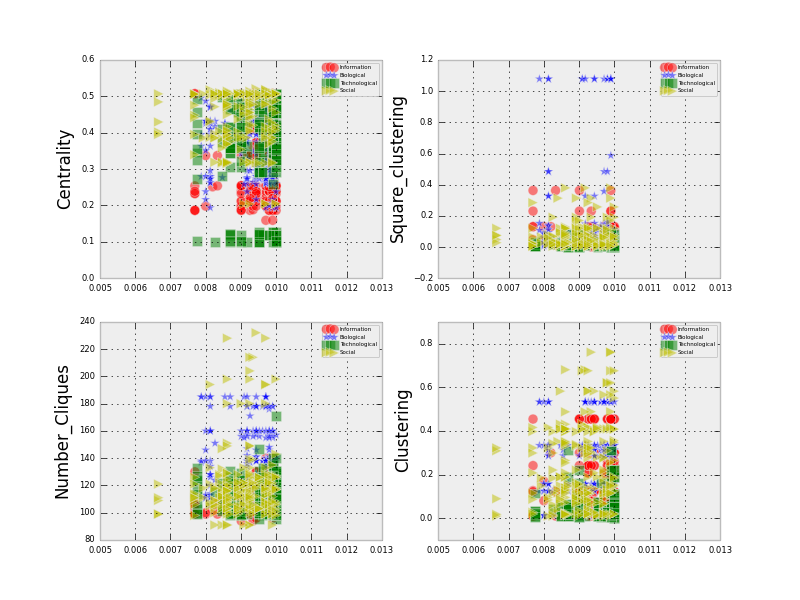 0.6
0.5
0.4
0.3
0.2
0.1
0.0
Centrality
0.005 0.006 0.007 0.008 0.009 0.010 0.011 0.012 0.013
Information
Biological
Technological
Social
1.2
1.0
0.8
0.6
0.4
0.2
0.0
−0.2
Square_clustering
0.005 0.006 0.007 0.008 0.009 0.010 0.011 0.012 0.013
Information
Biological
Technological
Social
240
220
200
180
160
140
120
100
80
Number_Cliques
0.005 0.006 0.007 0.008 0.009 0.010 0.011 0.012 0.013
Information
Biological
Technological
Social
0.8
0.6
0.4
0.2
0.0
Clustering
0.005 0.006 0.007 0.008 0.009 0.010 0.011 0.012 0.013
Information
Biological
Technological
Social